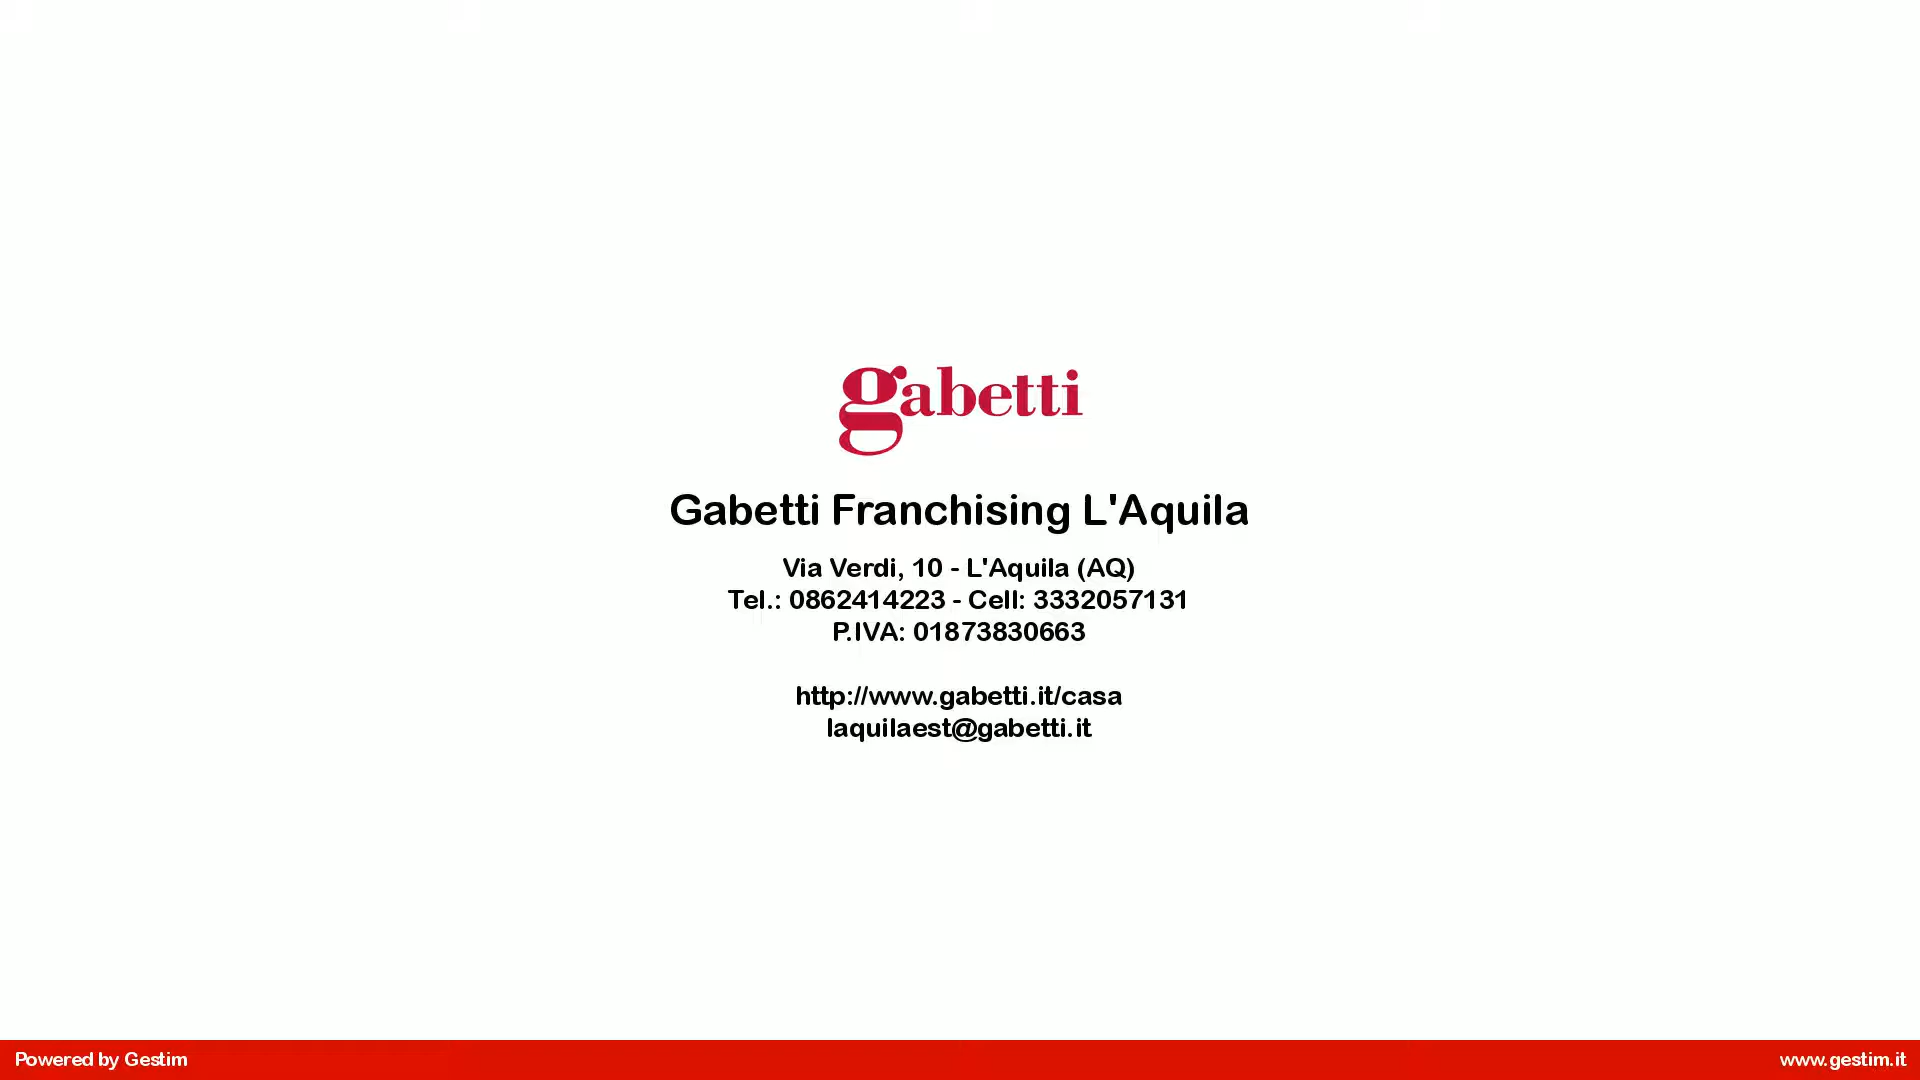 gabetti
Gabetti Franchising L'Aquila
Via Verdi, 10 - L'Aquila (AQ)
Tel.: 0862414223 - Cell: 3332057131
P.IVA: 01873830663
http://www.gabetti.it/casa
laquilaest@gabetti.it
Powered by Gestim
www.gestim.it